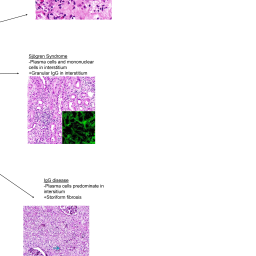 Sjögren Syndrome
-Plasma cells and mononuclear
cells in interstitium
+Granular IgG in interstitium
IgG disease
-Plasma cells predominate in
intersitium
+Storiform fibrosis